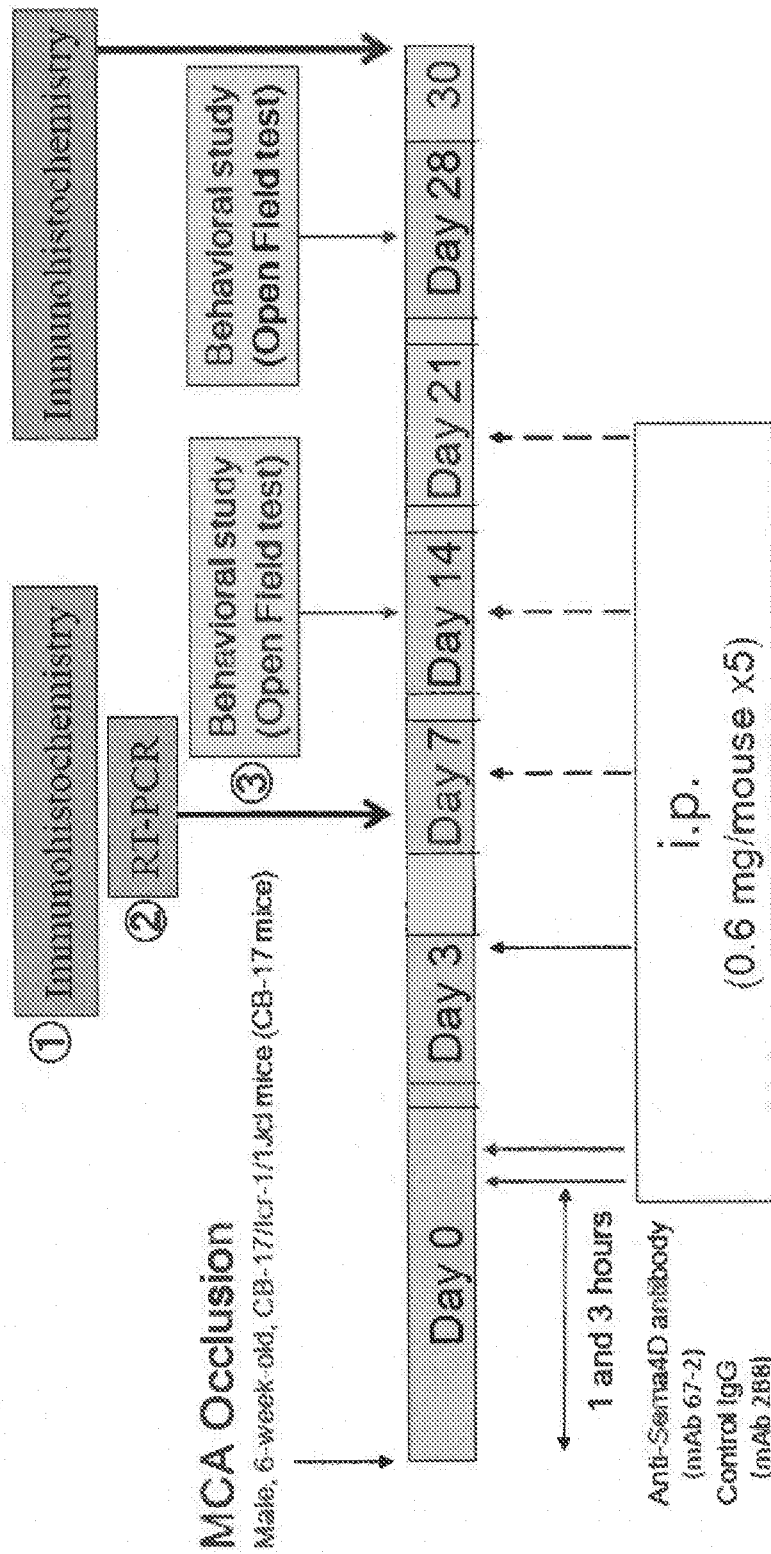 ① Immunohistochemistry
Immunohistochemistry
② RT-PCR
③
Behavioral study
(Open Field test)
Behavioral study
(Open Field test)
MCA Occlusion
Male, 6-week-old, CB-17/lcr-1/1Jcl mice (CB-17 mice)
Day 0
Day 3
Day 7
Day 14
Day 21
Day 28
30
1 and 3 hours
Anti-Sema4D antibody
(mAb 67-2)
Control IgG
(mAb 2B8)
i.p.
(0.6 mg/mouse x5)